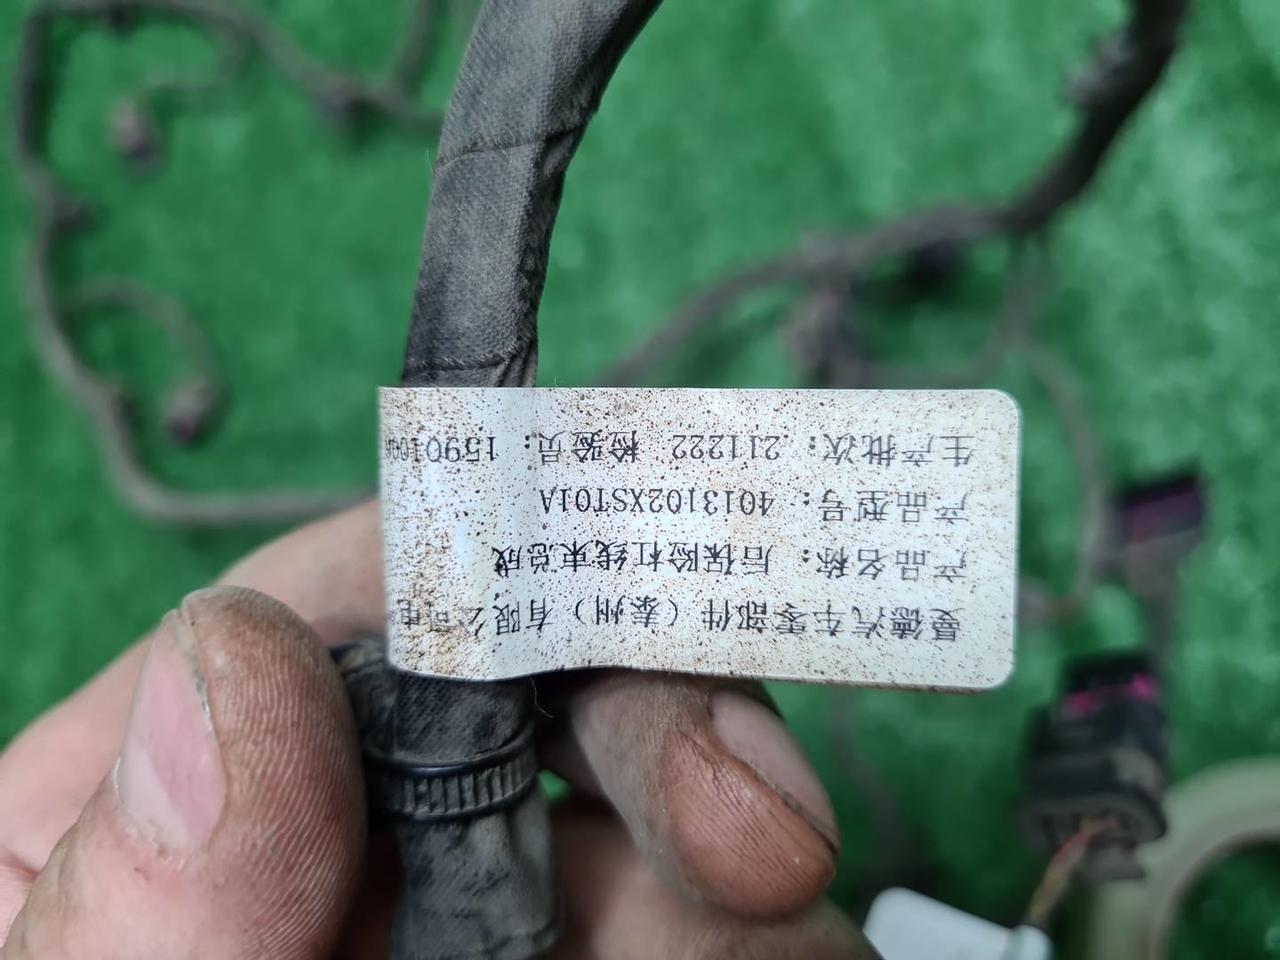 曼德汽车零部件（泰州）有限公司电
产品名称：后保险杠线束总成
产品型号：4013102XST01A
生产批次：211222 检验员：1590100